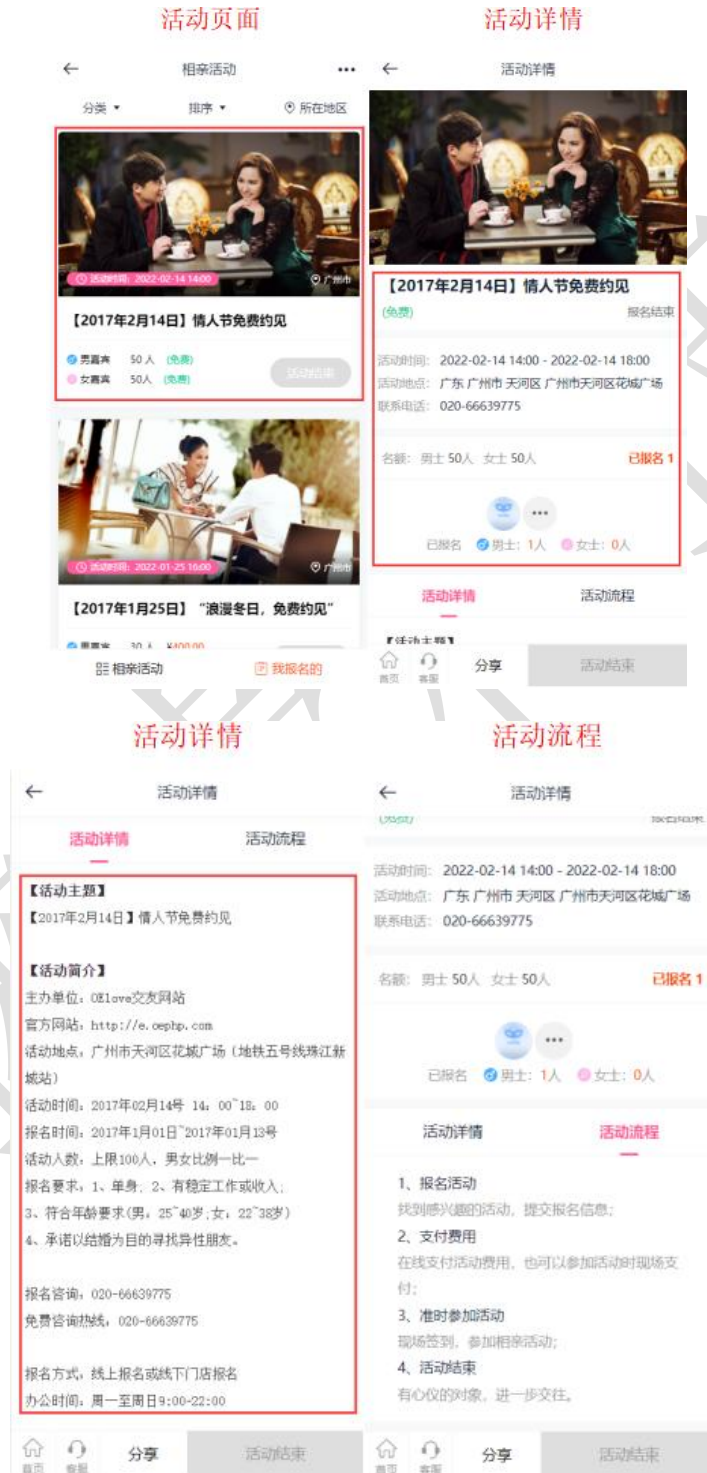 活动页面
相亲活动
分类
排序
所在地区
活动时间：2022-02-14 14:00
广州市
【2017年2月14日】情人节免费约见
男嘉宾 50人 (免费)
女嘉宾 50人 (免费)
活动结束
活动时间：2022-01-25 16:00
广州市
【2017年1月25日】“浪漫冬日，免费约见”
男嘉宾 30人 ¥400.00
相亲活动
我报名的
活动详情
活动详情
【2017年2月14日】情人节免费约见
(免费) 报名结束
活动时间： 2022-02-14 14:00 - 2022-02-14 18:00
活动地点： 广东 广州市 天河区 广州市天河区花城广场
联系电话： 020-66639775
名额：男士 50人 女士 50人 已报名 1
已报名 男士：1人 女士：0人
活动详情 活动流程
【活动主题】
首页 客服 分享 活动结束
活动详情
活动详情
活动详情 活动流程
【活动主题】
【2017年2月14日】情人节免费约见
【活动简介】
主办单位：OElove交友网站
官方网站：http://e.oephp.com
活动地点：广州市天河区花城广场（地铁五号线珠江新
城站）
活动时间：2017年02月14号 14：00~18：00
报名时间：2017年1月01日~2017年01月13号
活动人数：上限100人，男女比例一比一
报名要求：1、单身；2、有稳定工作或收入；
3、符合年龄要求(男：25~40岁;女：22~38岁)
4、承诺以结婚为目的寻找异性朋友。
报名咨询：020-66639775
免费咨询热线：020-66639775
报名方式：线上报名或线下门店报名
办公时间：周一至周日9:00-22:00
首页 客服 分享 活动结束
活动流程
活动详情
(免费) 报名结束
活动时间： 2022-02-14 14:00 - 2022-02-14 18:00
活动地点： 广东 广州市 天河区 广州市天河区花城广场
联系电话： 020-66639775
名额：男士 50人 女士 50人 已报名 1
已报名 男士：1人 女士：0人
活动详情 活动流程
1、报名活动
找到感兴趣的活动，提交报名信息；
2、支付费用
在线支付活动费用，也可以参加活动时现场支
付；
3、准时参加活动
现场签到，参加相亲活动；
4、活动结束
有心仪的对象，进一步交往。
首页 客服 分享 活动结束